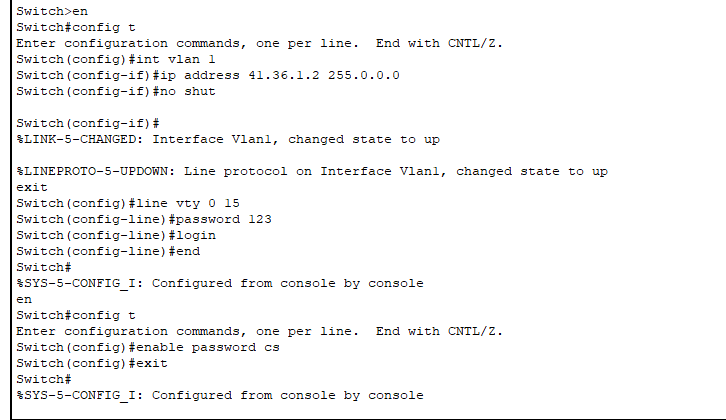 Switch>en
Switch#config t
Enter configuration commands, one per line.  End with CNTL/Z.
Switch(config)#int vlan 1
Switch(config-if)#ip address 41.36.1.2 255.0.0.0
Switch(config-if)#no shut
Switch(config-if)#
%LINK-5-CHANGED: Interface Vlan1, changed state to up
%LINEPROTO-5-UPDOWN: Line protocol on Interface Vlan1, changed state to up
exit
Switch(config)#line vty 0 15
Switch(config-line)#password 123
Switch(config-line)#login
Switch(config-line)#end
Switch#
%SYS-5-CONFIG_I: Configured from console by console
en
Switch#config t
Enter configuration commands, one per line.  End with CNTL/Z.
Switch(config)#enable password cs
Switch(config)#exit
Switch#
%SYS-5-CONFIG_I: Configured from console by console